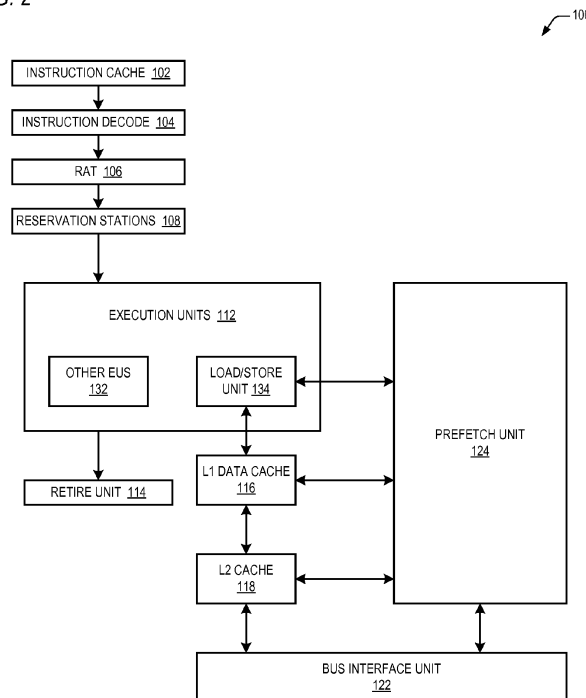 INSTRUCTION CACHE 102
INSTRUCTION DECODE 104
RAT 106
RESERVATION STATIONS 108
EXECUTION UNITS 112
OTHER EUS
132
LOAD/STORE
UNIT 134
PREFETCH UNIT
124
L1 DATA CACHE
116
RETIRE UNIT 114
L2 CACHE
118
BUS INTERFACE UNIT
122